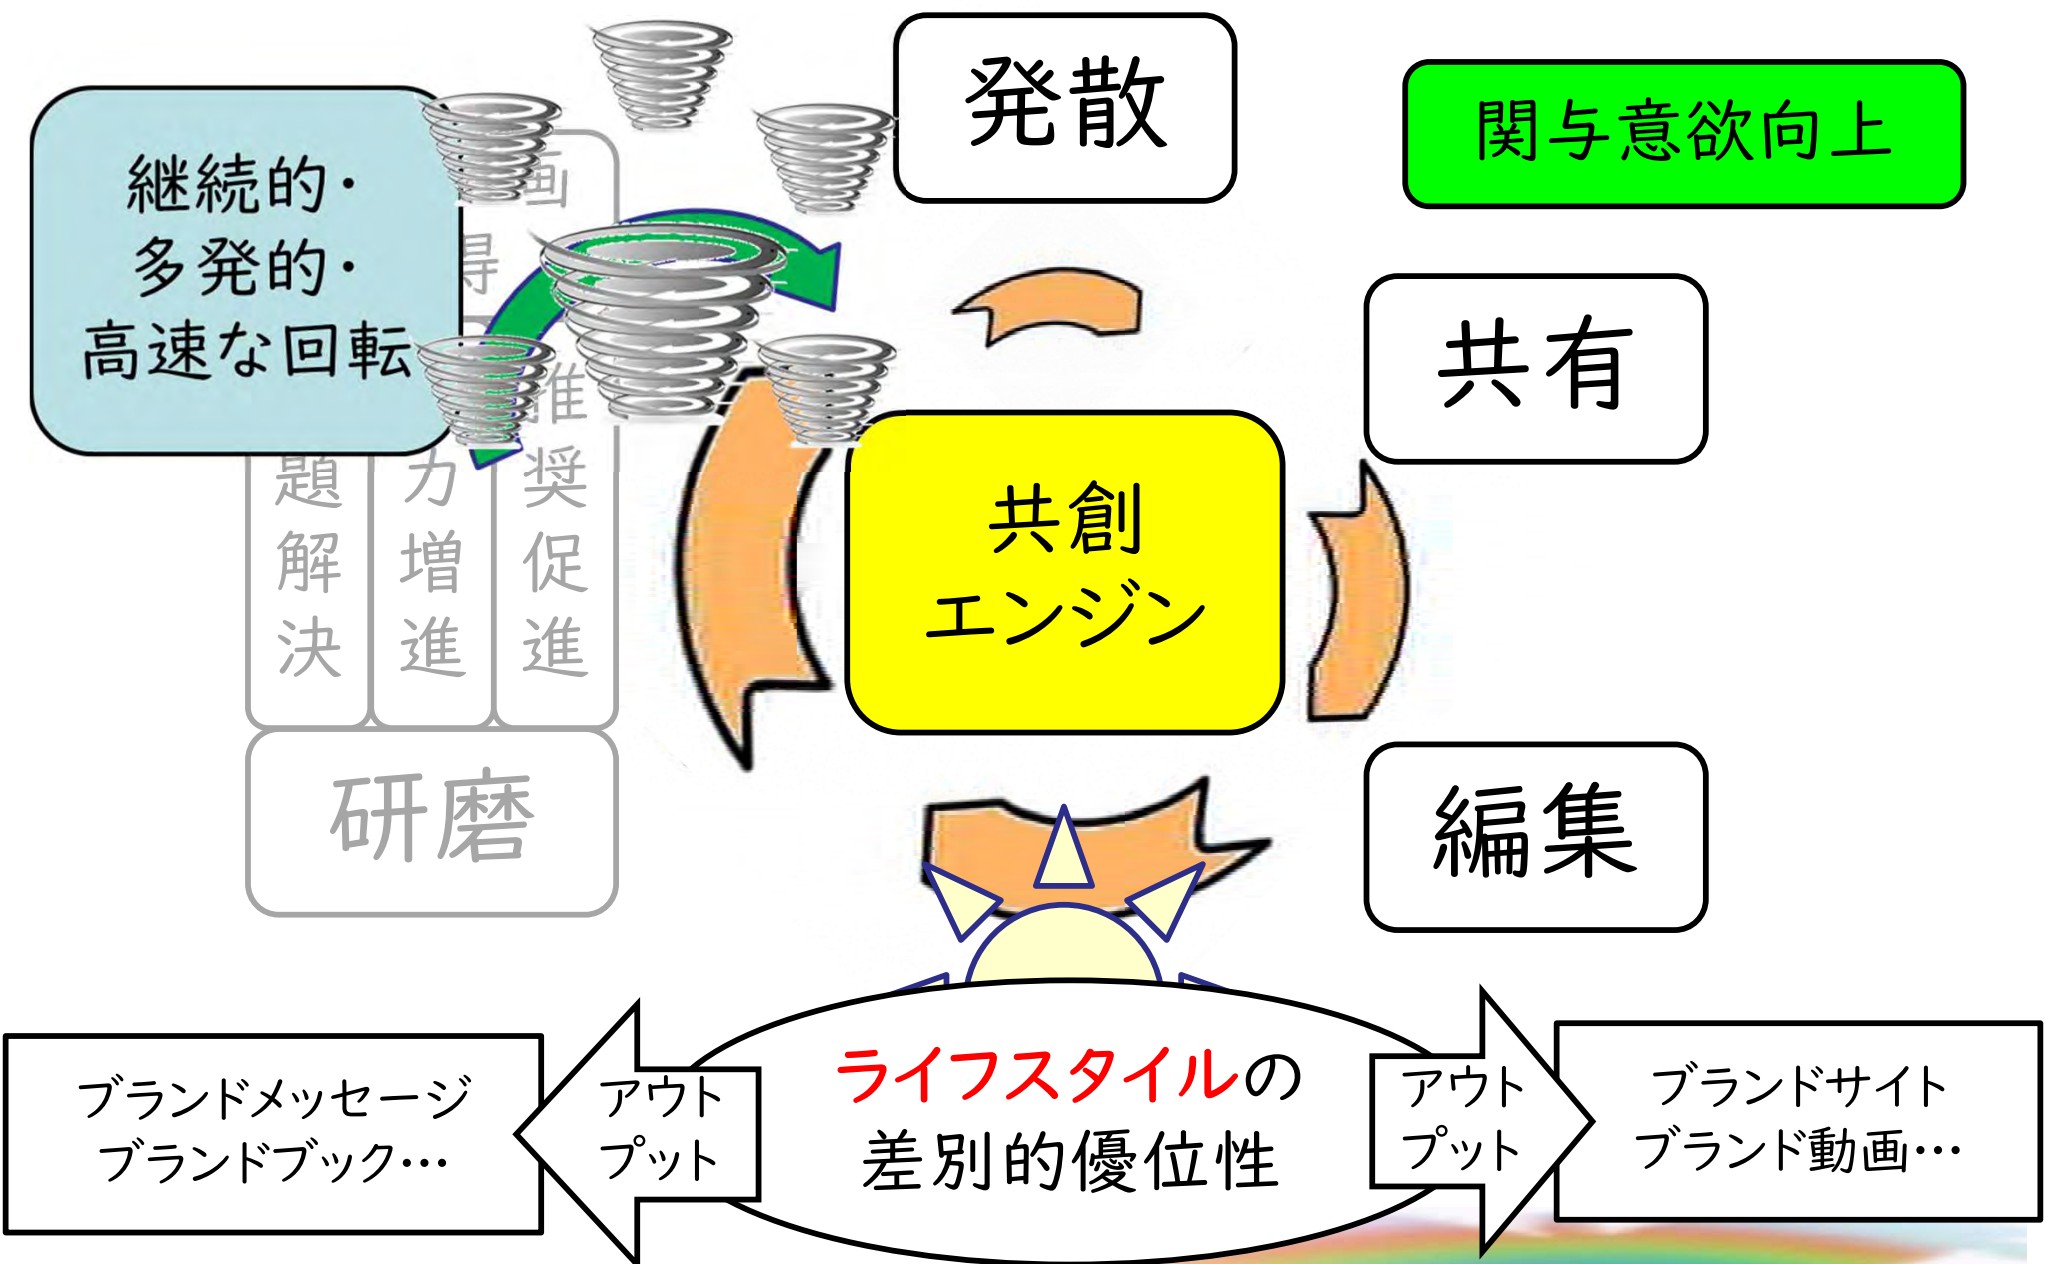 発散
関与意欲向上
継続的・
多発的・
高速な回転
共有
共創
エンジン
題解決
力増進
推奨促進
研磨
編集
ライフスタイルの
差別的優位性
アウト
プット
ブランドメッセージ
ブランドブック…
アウト
プット
ブランドサイト
ブランド動画…